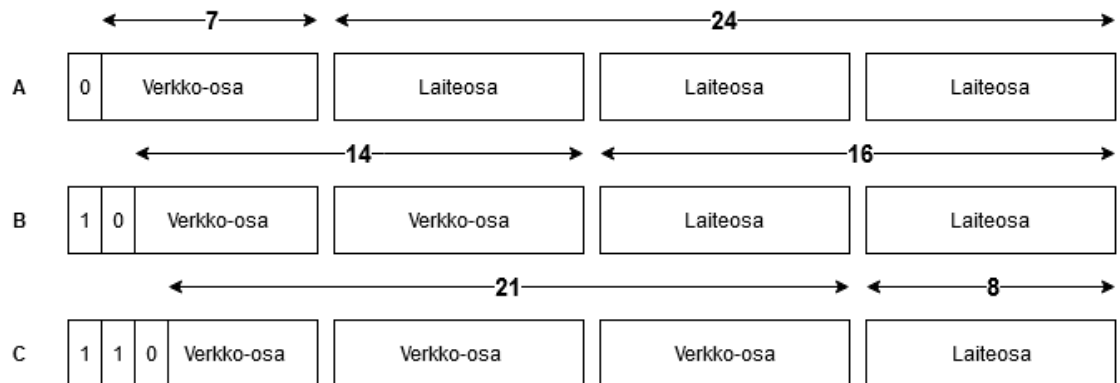 7 24
A 0 Verkko-osa Laiteosa Laiteosa Laiteosa
14 16
B 1 0 Verkko-osa Verkko-osa Laiteosa Laiteosa
21 8
C 1 1 0 Verkko-osa Verkko-osa Verkko-osa Laiteosa